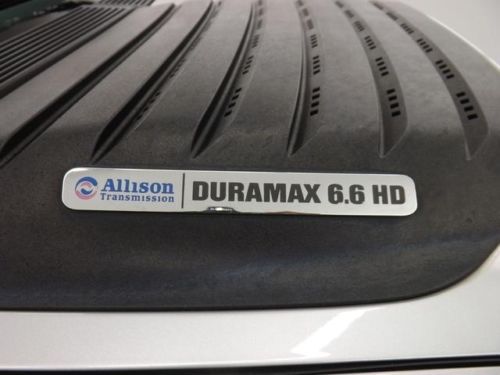 Allison
Transmission
DURAMAX 6.6 HD